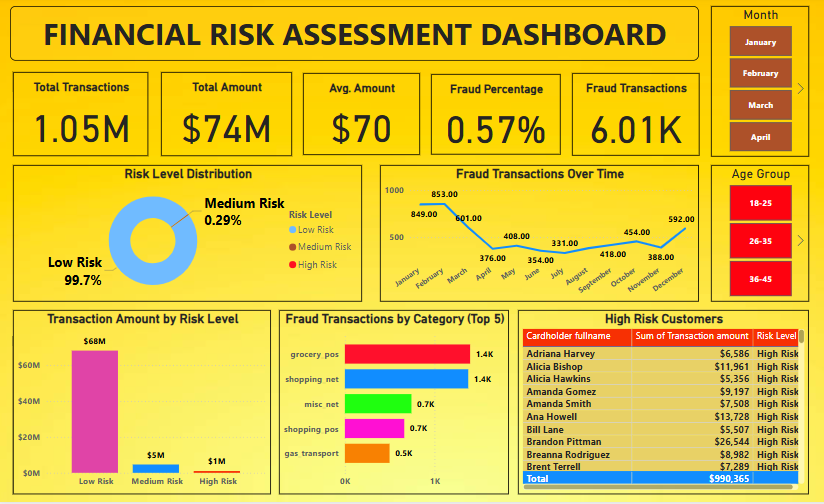 FINANCIAL RISK ASSESSMENT DASHBOARD
Month
January
February
March
April
Total Transactions
1.05M
Total Amount
$74M
Avg. Amount
$70
Fraud Percentage
0.57%
Fraud Transactions
6.01K
Risk Level Distribution
Medium Risk
0.29%
Low Risk
99.7%
Risk Level
Low Risk
Medium Risk
High Risk
Fraud Transactions Over Time
1000
500
849.00
853.00
601.00
376.00
408.00
354.00
331.00
418.00
454.00
388.00
592.00
January
February
March
April
May
June
July
August
September
October
November
December
Age Group
18-25
26-35
36-45
Transaction Amount by Risk Level
$60M
$40M
$20M
$0M
$68M
$5M
$1M
Low Risk
Medium Risk
High Risk
Fraud Transactions by Category (Top 5)
grocery_pos 1.4K
shopping_net 1.4K
misc_net 0.7K
shopping_pos 0.7K
gas_transport 0.5K
0K 1K
High Risk Customers
Cardholder fullname Sum of Transaction amount Risk Level
Adriana Harvey $6,586 High Risk
Alicia Bishop $11,961 High Risk
Alicia Hawkins $5,356 High Risk
Amanda Gomez $9,197 High Risk
Amanda Smith $7,508 High Risk
Ana Howell $13,728 High Risk
Bill Lane $5,507 High Risk
Brandon Pittman $26,544 High Risk
Breanna Rodriguez $8,982 High Risk
Brent Terrell $7,289 High Risk
Total $990,365